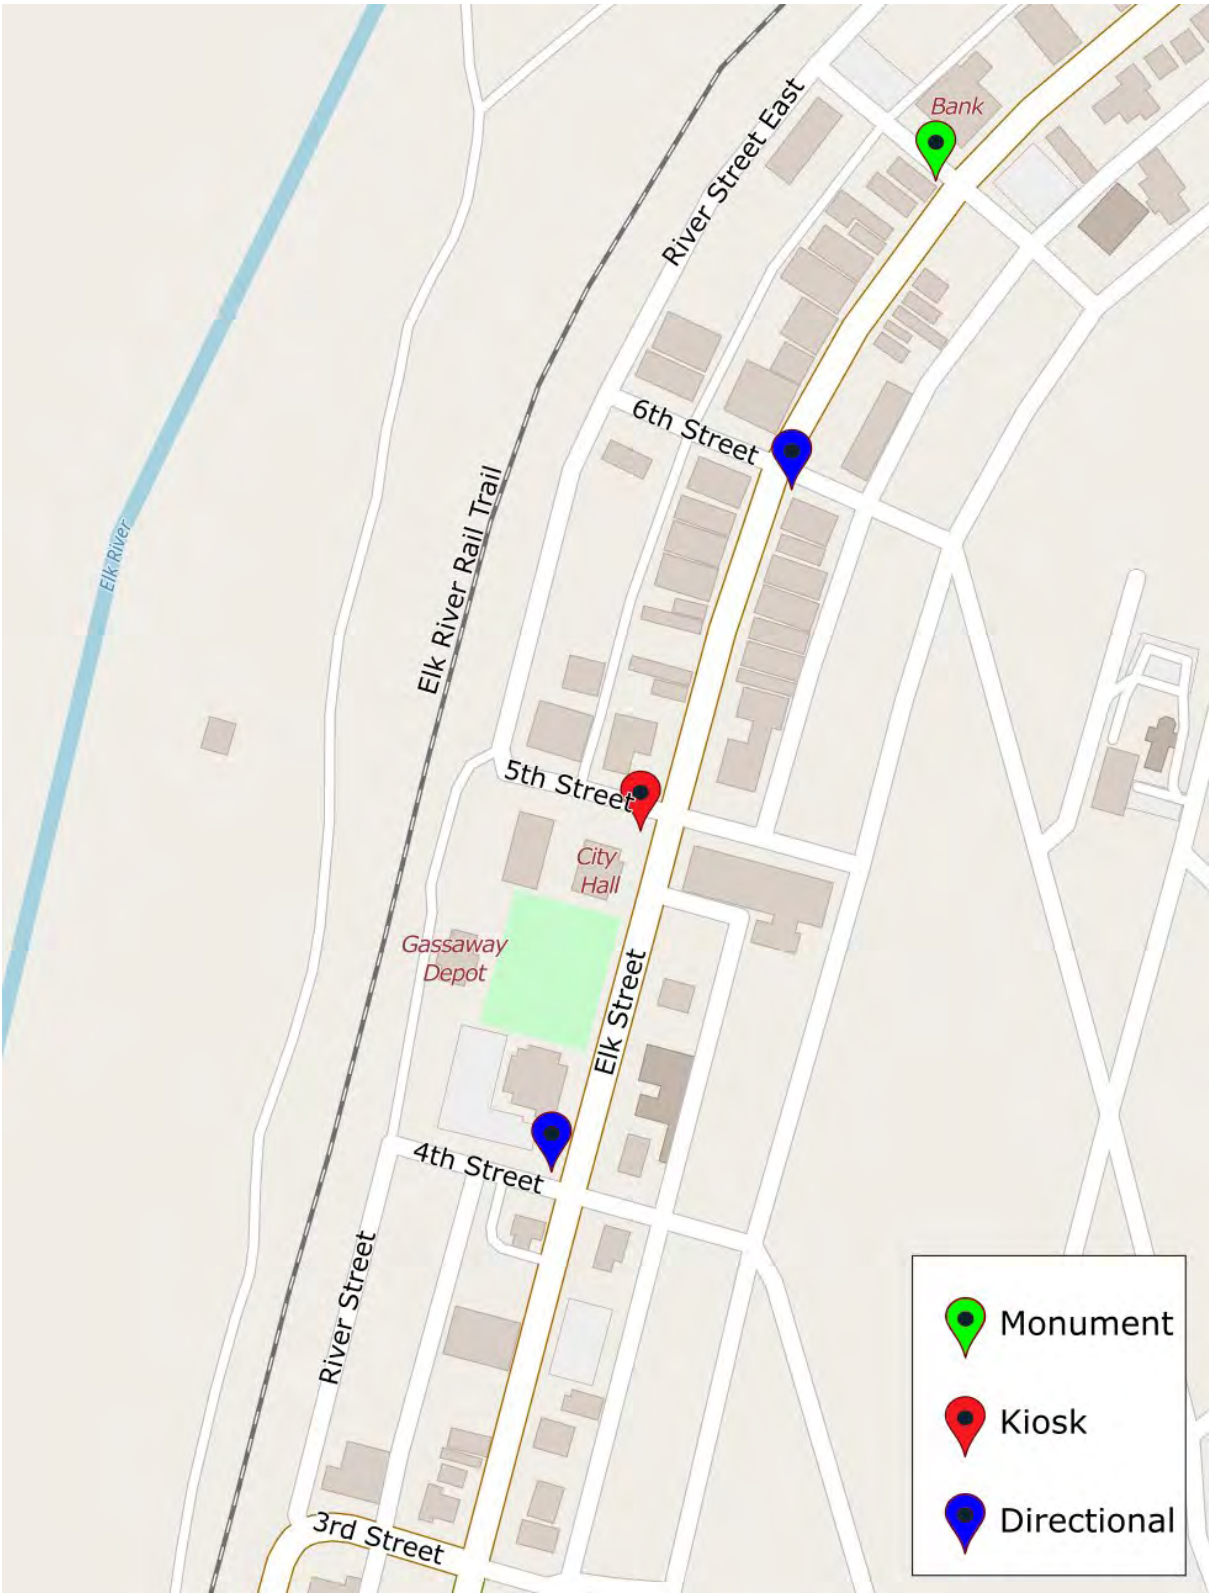 Bank
River Street East
6th Street
Elk River Rail Trail
Elk River
5th Street
City
Hall
Gassaway
Depot
Elk Street
4th Street
River Street
3rd Street
Monument
Kiosk
Directional